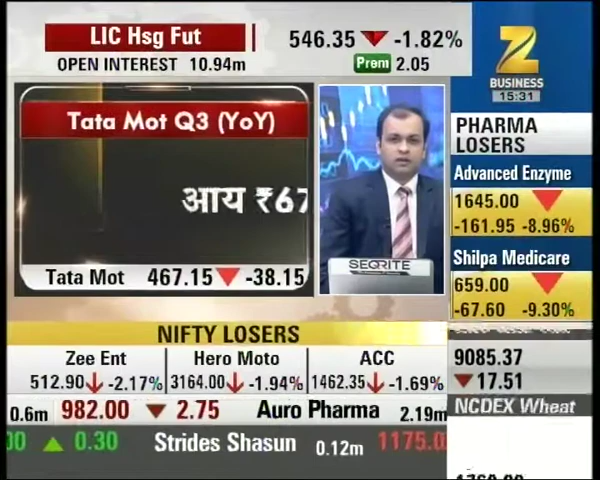 LIC Hsg Fut
OPEN INTEREST 10.94m
546.35 -1.82%
Prem 2.05
Z
BUSINESS
15:31
Tata Mot Q3 (YoY)
आय ₹67
Tata Mot 467.15 -38.15
SEQRITE
PHARMA
LOSERS
Advanced Enzyme
1645.00
-161.95 -8.96%
Shilpa Medicare
659.00
-67.60 -9.30%
NIFTY LOSERS
Zee Ent
512.90 -2.17%
Hero Moto
3164.00 -1.94%
ACC
1462.35 -1.69%
9085.37
17.51
NCDEX Wheat
0.6m 982.00 2.75 Auro Pharma 2.19m
00 0.30 Strides Shasun 0.12m 1175.0